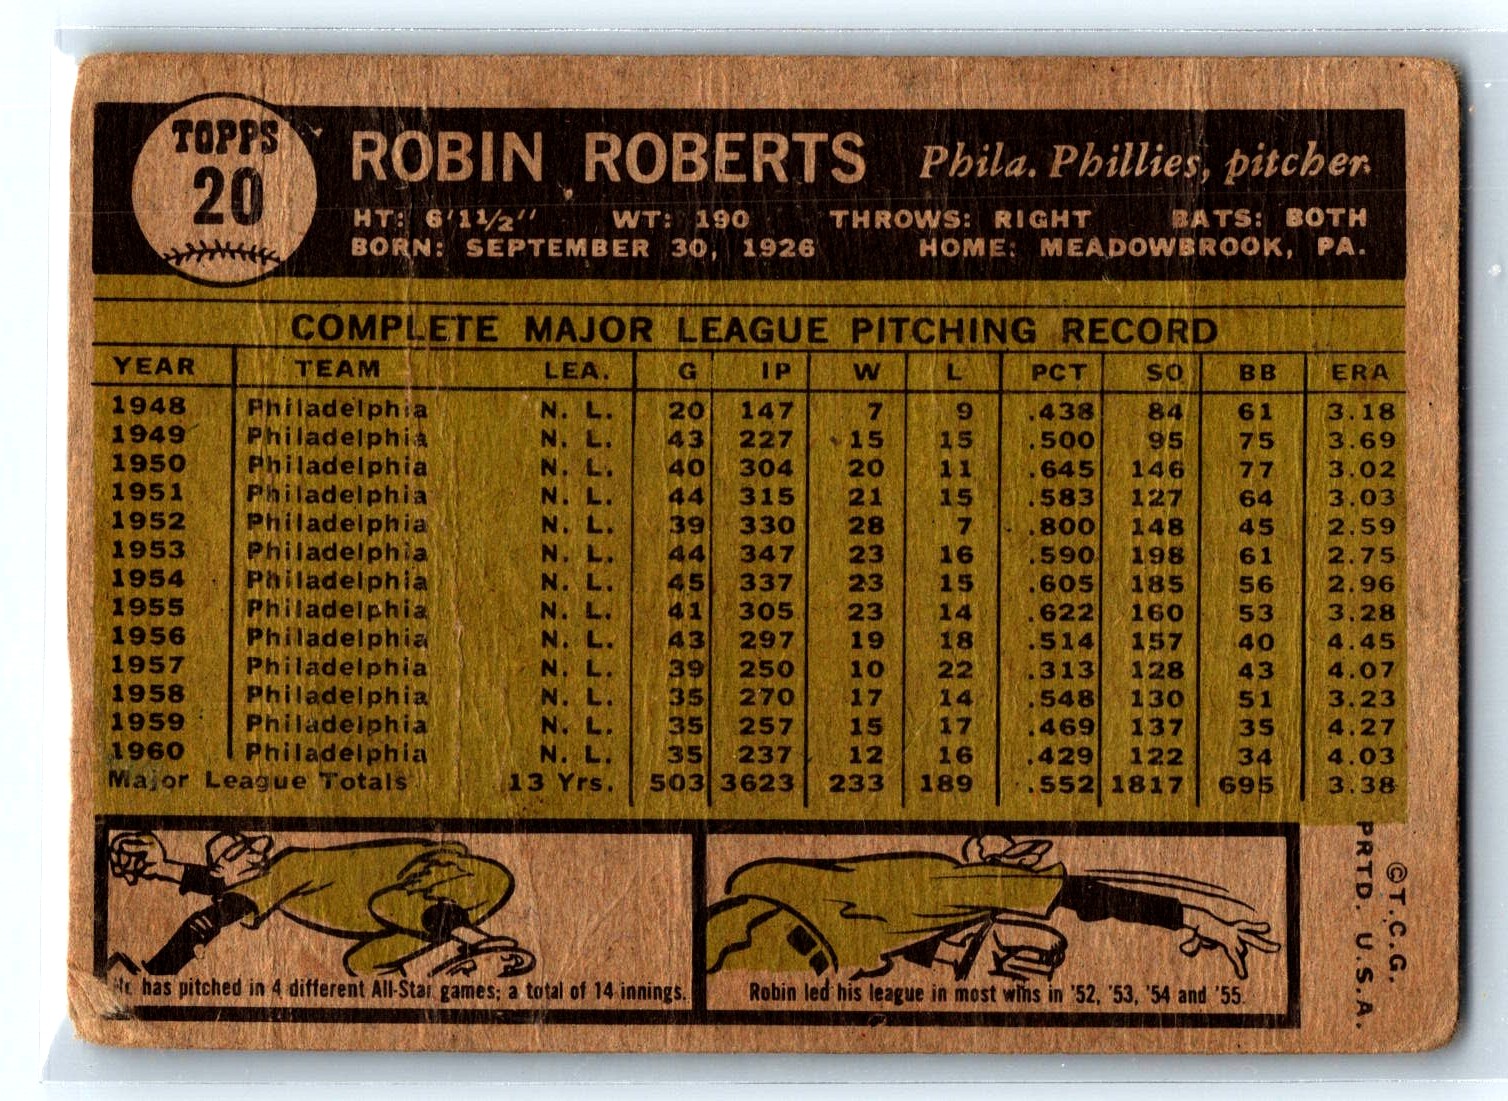 TOPPS
20
ROBIN ROBERTS Phila. Phillies, pitcher
HT: 6'1½" WT: 190 THROWS: RIGHT BATS: BOTH
BORN: SEPTEMBER 30, 1926 HOME: MEADOWBROOK, PA.
COMPLETE MAJOR LEAGUE PITCHING RECORD
YEAR TEAM LEA. G IP W L PCT SO BB ERA
1948 Philadelphia N. L. 20 147 7 9 .438 84 61 3.18
1949 Philadelphia N. L. 43 227 15 15 .500 95 75 3.69
1950 Philadelphia N. L. 40 304 20 11 .645 146 77 3.02
1951 Philadelphia N. L. 44 315 21 15 .583 127 64 3.03
1952 Philadelphia N. L. 39 330 28 7 .800 148 45 2.59
1953 Philadelphia N. L. 44 347 23 16 .590 198 61 2.75
1954 Philadelphia N. L. 45 337 23 15 .605 185 56 2.96
1955 Philadelphia N. L. 41 305 23 14 .622 160 53 3.28
1956 Philadelphia N. L. 43 297 19 18 .514 157 40 4.45
1957 Philadelphia N. L. 39 250 10 22 .313 128 43 4.07
1958 Philadelphia N. L. 35 270 17 14 .548 130 51 3.23
1959 Philadelphia N. L. 35 257 15 17 .469 137 35 4.27
1960 Philadelphia N. L. 35 237 12 16 .429 122 34 4.03
Major League Totals 13 Yrs. 503 3623 233 189 .552 1817 695 3.38
He has pitched in 4 different All-Star games; a total of 14 innings.
Robin led his league in most wins in '52, '53, '54 and '55.
©T.C.G.
PRTD. U.S.A.